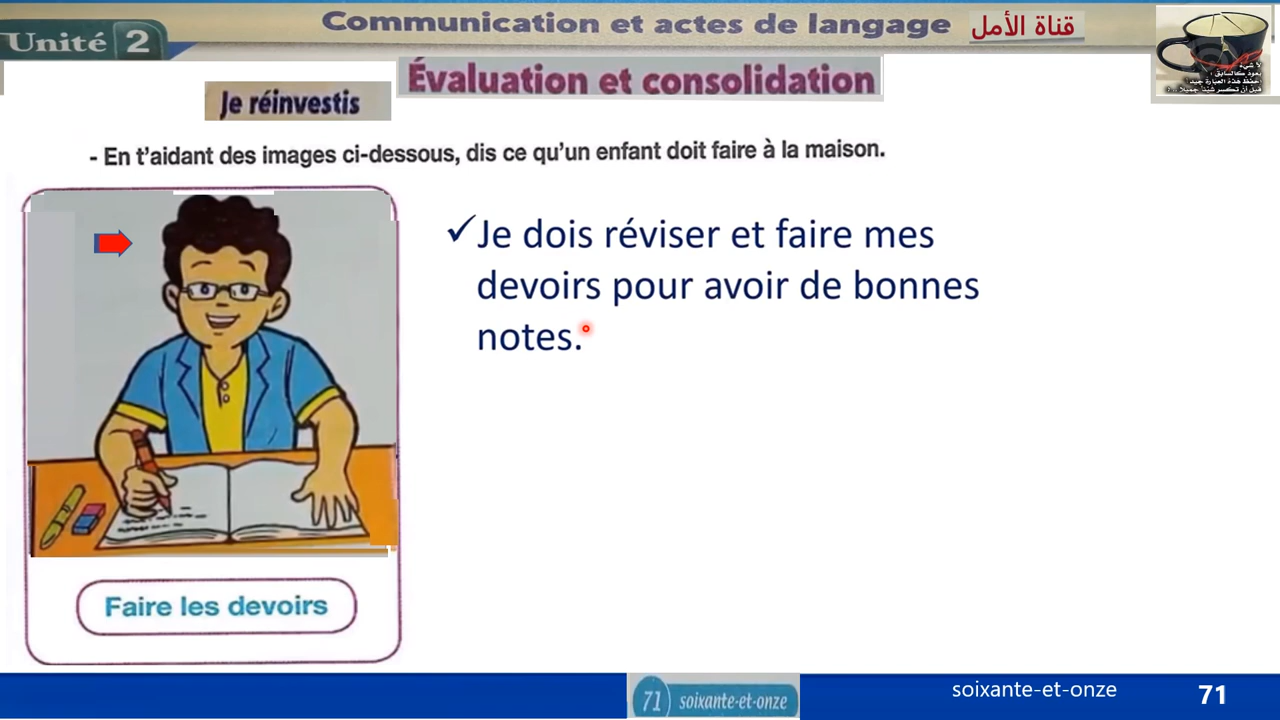 Unité 2
Communication et actes de langage
قناة الأمل
Évaluation et consolidation
Je réinvestis
- En t'aidant des images ci-dessous, dis ce qu'un enfant doit faire à la maison.
✓Je dois réviser et faire mes
devoirs pour avoir de bonnes
notes.
Faire les devoirs
71 soixante-et-onze
soixante-et-onze 71